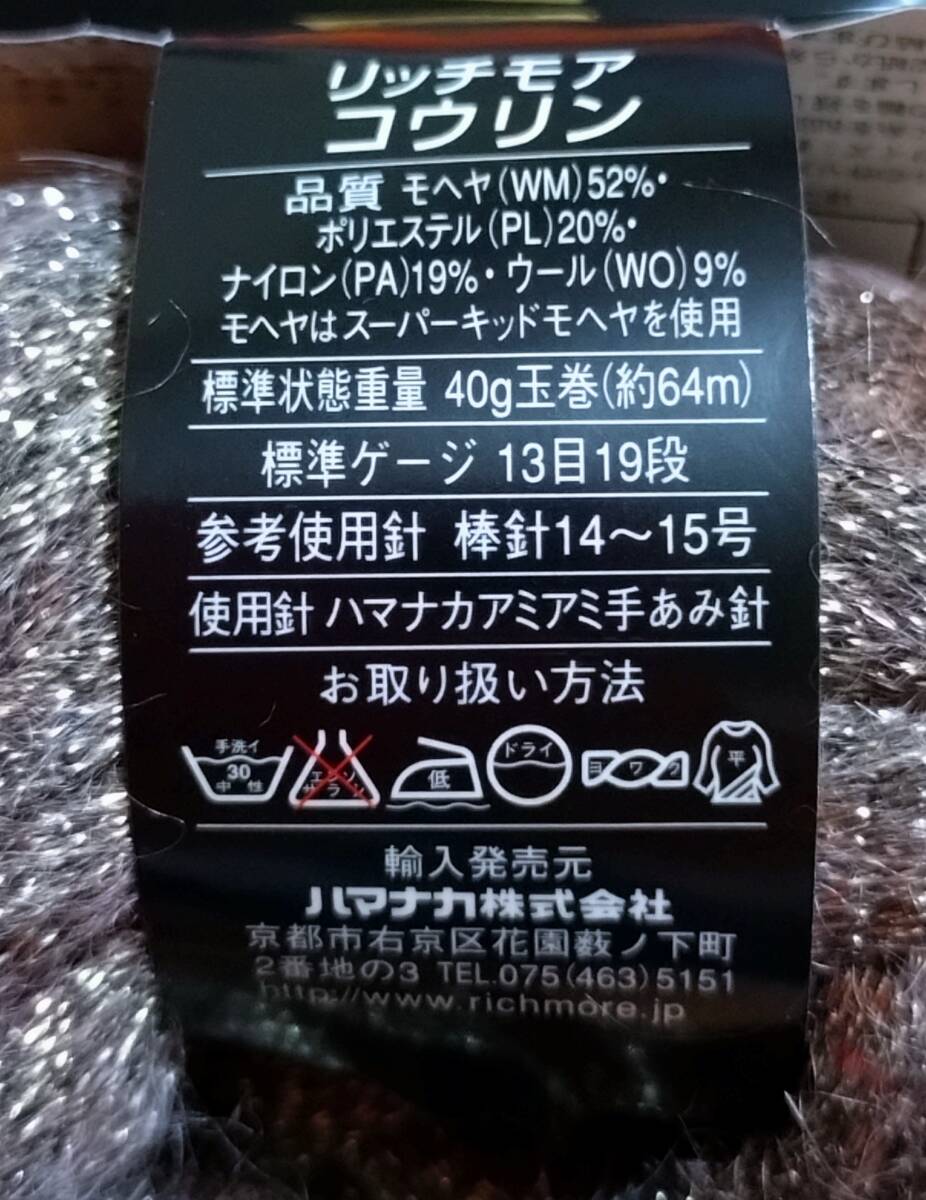 リッチモア
コウリン
品質 モヘヤ(WM)52%・
ポリエステル(PL)20%・
ナイロン(PA)19%・ウール(WO)9%
モヘヤはスーパーキッドモヘヤを使用
標準状態重量 40g玉巻(約64m)
標準ゲージ 13目19段
参考使用針 棒針14〜15号
使用針 ハマナカアミアミ手あみ針
お取り扱い方法
手洗イ 30 中性 エンソ サラシ 低 ドライ ヨワク 平
輸入発売元
ハマナカ株式会社
京都市右京区花園薮ノ下町
2番地の3 TEL.075(463)5151
http://www.richmore.jp